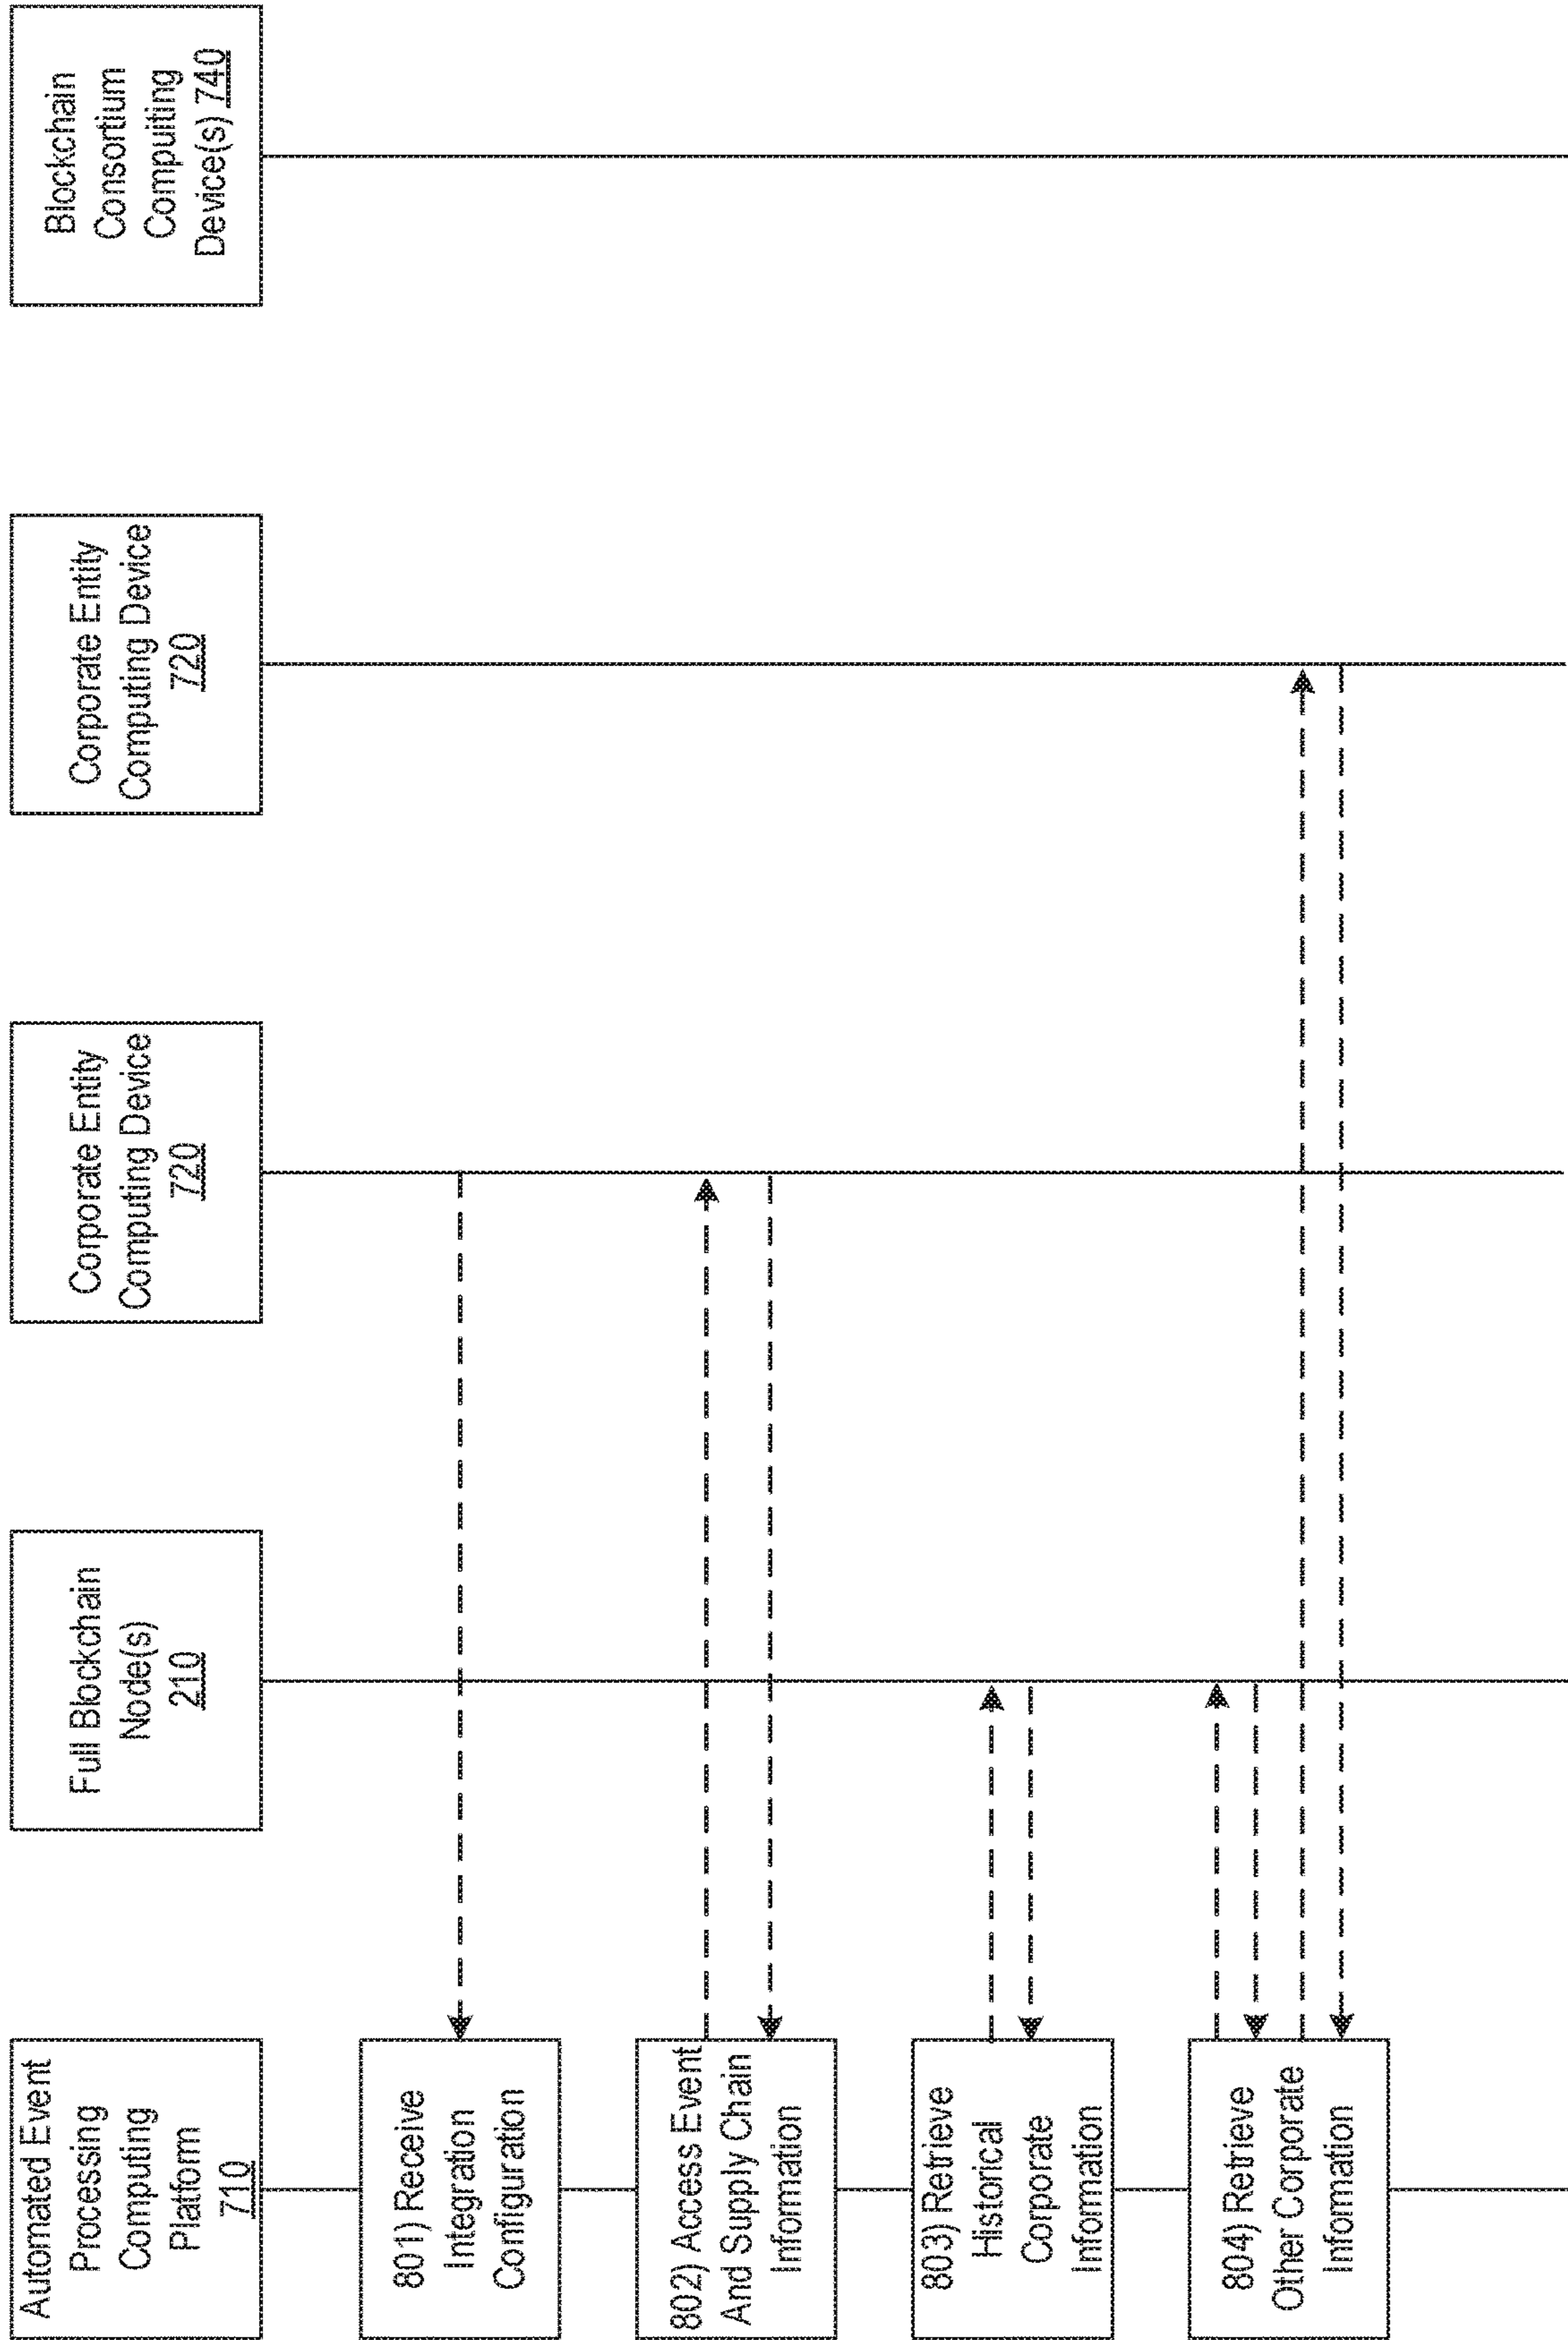 Automated Event
Processing
Computing
Platform
710
Full Blockchain
Node(s)
210
Corporate Entity
Computing Device
720
Corporate Entity
Computing Device
720
Blockchain
Consortium
Compuiting
Device(s) 740
801) Receive
Integration
Configuration
802) Access Event
And Supply Chain
Information
803) Retrieve
Historical
Corporate
Information
804) Retrieve
Other Corporate
Information